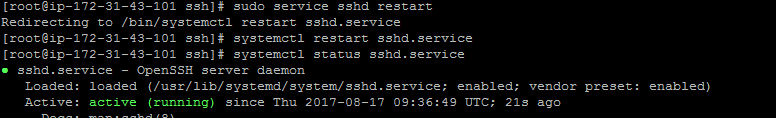 [root@ip-172-31-43-101 ssh]# sudo service sshd restart
Redirecting to /bin/systemctl restart sshd.service
[root@ip-172-31-43-101 ssh]# systemctl restart sshd.service
[root@ip-172-31-43-101 ssh]# systemctl status sshd.service
● sshd.service - OpenSSH server daemon
   Loaded: loaded (/usr/lib/systemd/system/sshd.service; enabled; vendor preset: enabled)
   Active: active (running) since Thu 2017-08-17 09:36:49 UTC; 21s ago
     Docs: man:sshd(8)